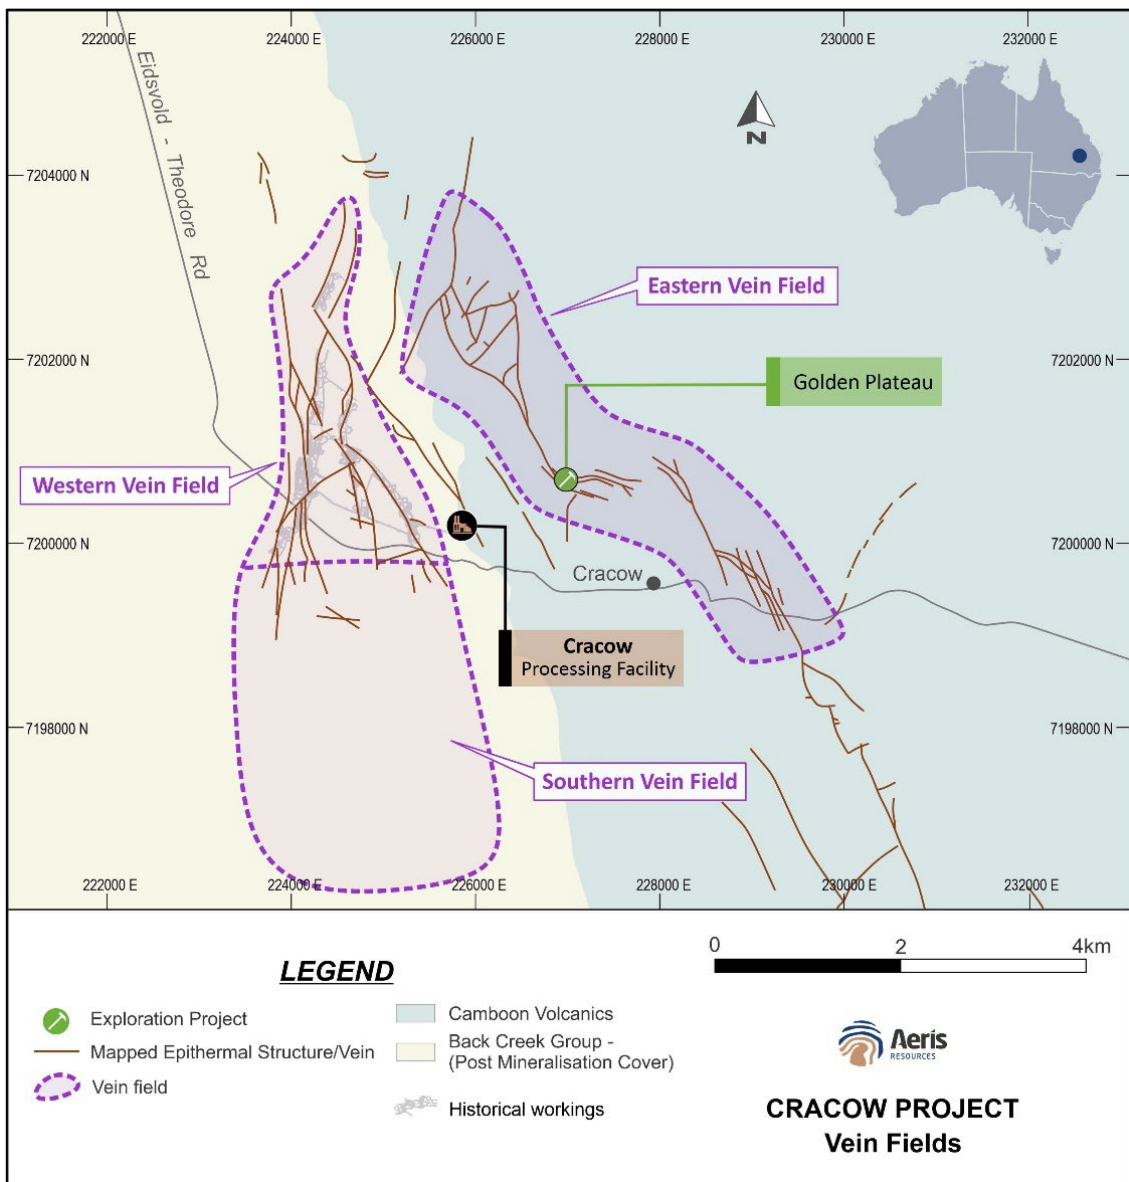 222000 E
224000 E
226000 E
228000 E
230000 E
232000 E
Eidsvold - Theodore Rd
N
7204000 N
7204000 N
Eastern Vein Field
7202000 N
7202000 N
Golden Plateau
Western Vein Field
7200000 N
7200000 N
Cracow
Cracow
Processing Facility
7198000 N
7198000 N
Southern Vein Field
222000 E
224000 E
226000 E
228000 E
230000 E
232000 E
LEGEND
Exploration Project
Mapped Epithermal Structure/Vein
Vein field
Camboon Volcanics
Back Creek Group -
(Post Mineralisation Cover)
Historical workings
0 2 4km
Aeris
RESOURCES
CRACOW PROJECT
Vein Fields